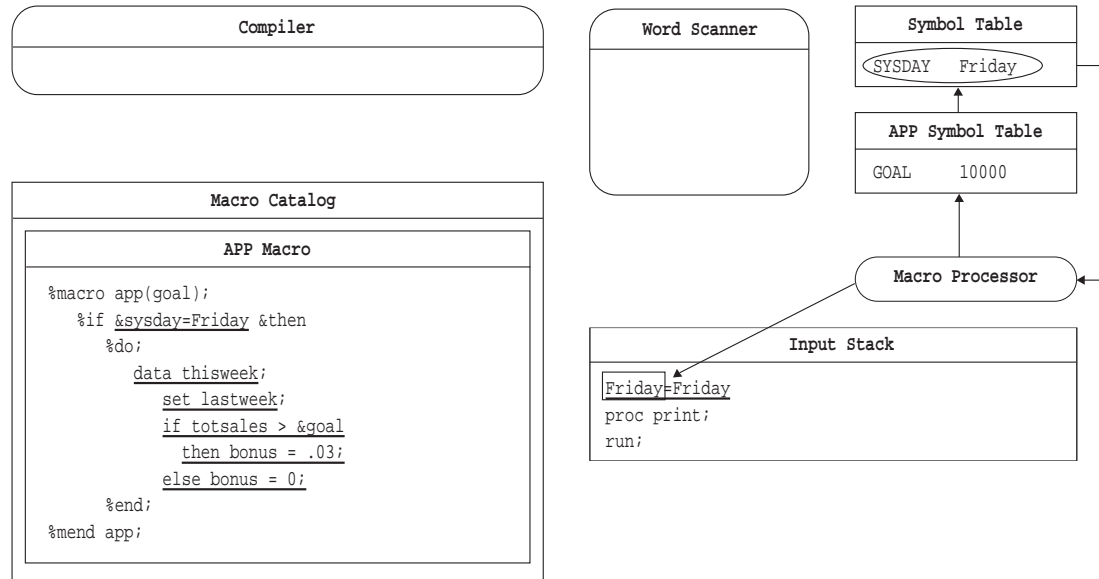 Compiler
Word Scanner
Symbol Table
SYSDAY Friday
APP Symbol Table
GOAL 10000
Macro Catalog
APP Macro
%macro app(goal);
%if &sysday=Friday &then
%do;
data thisweek;
set lastweek;
if totsales > &goal
then bonus = .03;
else bonus = 0;
%end;
%mend app;
Macro Processor
Input Stack
Friday=Friday
proc print;
run;